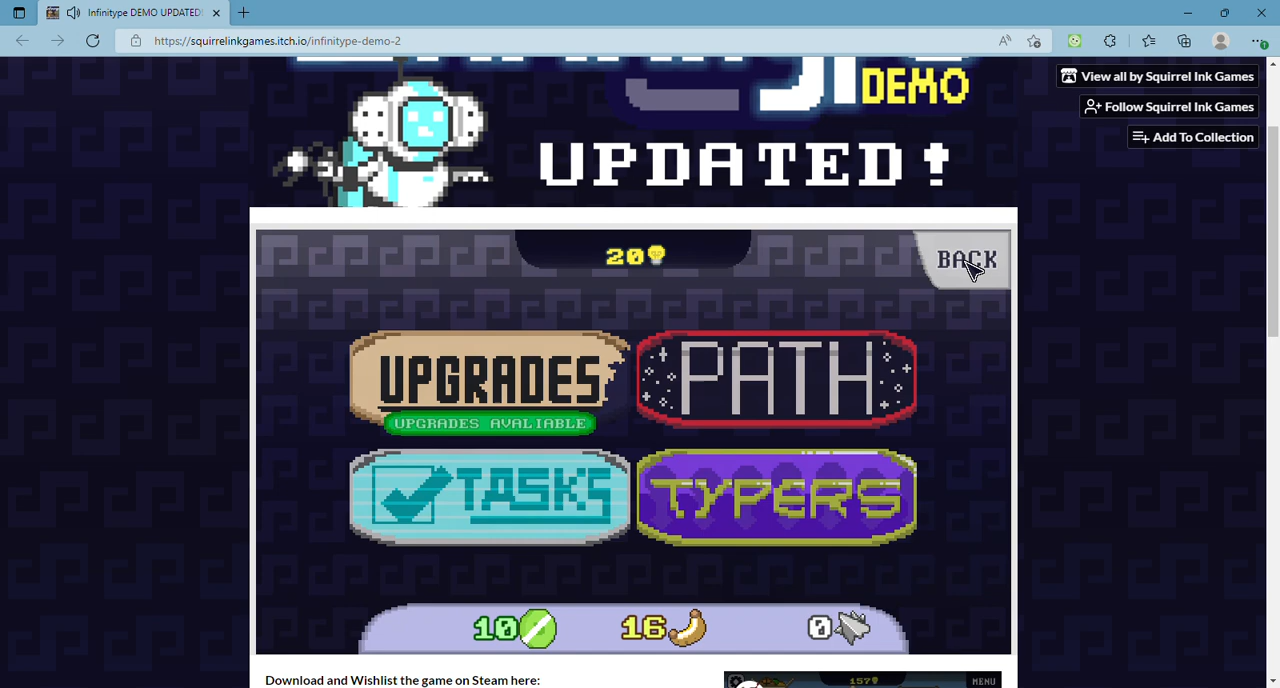 Infinitype DEMO UPDATED!
https://squirrelinkgames.itch.io/infinitype-demo-2
View all by Squirrel Ink Games
Follow Squirrel Ink Games
Add To Collection
DEMO
UPDATED!
20
BACK
UPGRADES
UPGRADES AVALIABLE
PATH
TASKS
TYPERS
10
16
0
Download and Wishlist the game on Steam here:
157
MENU